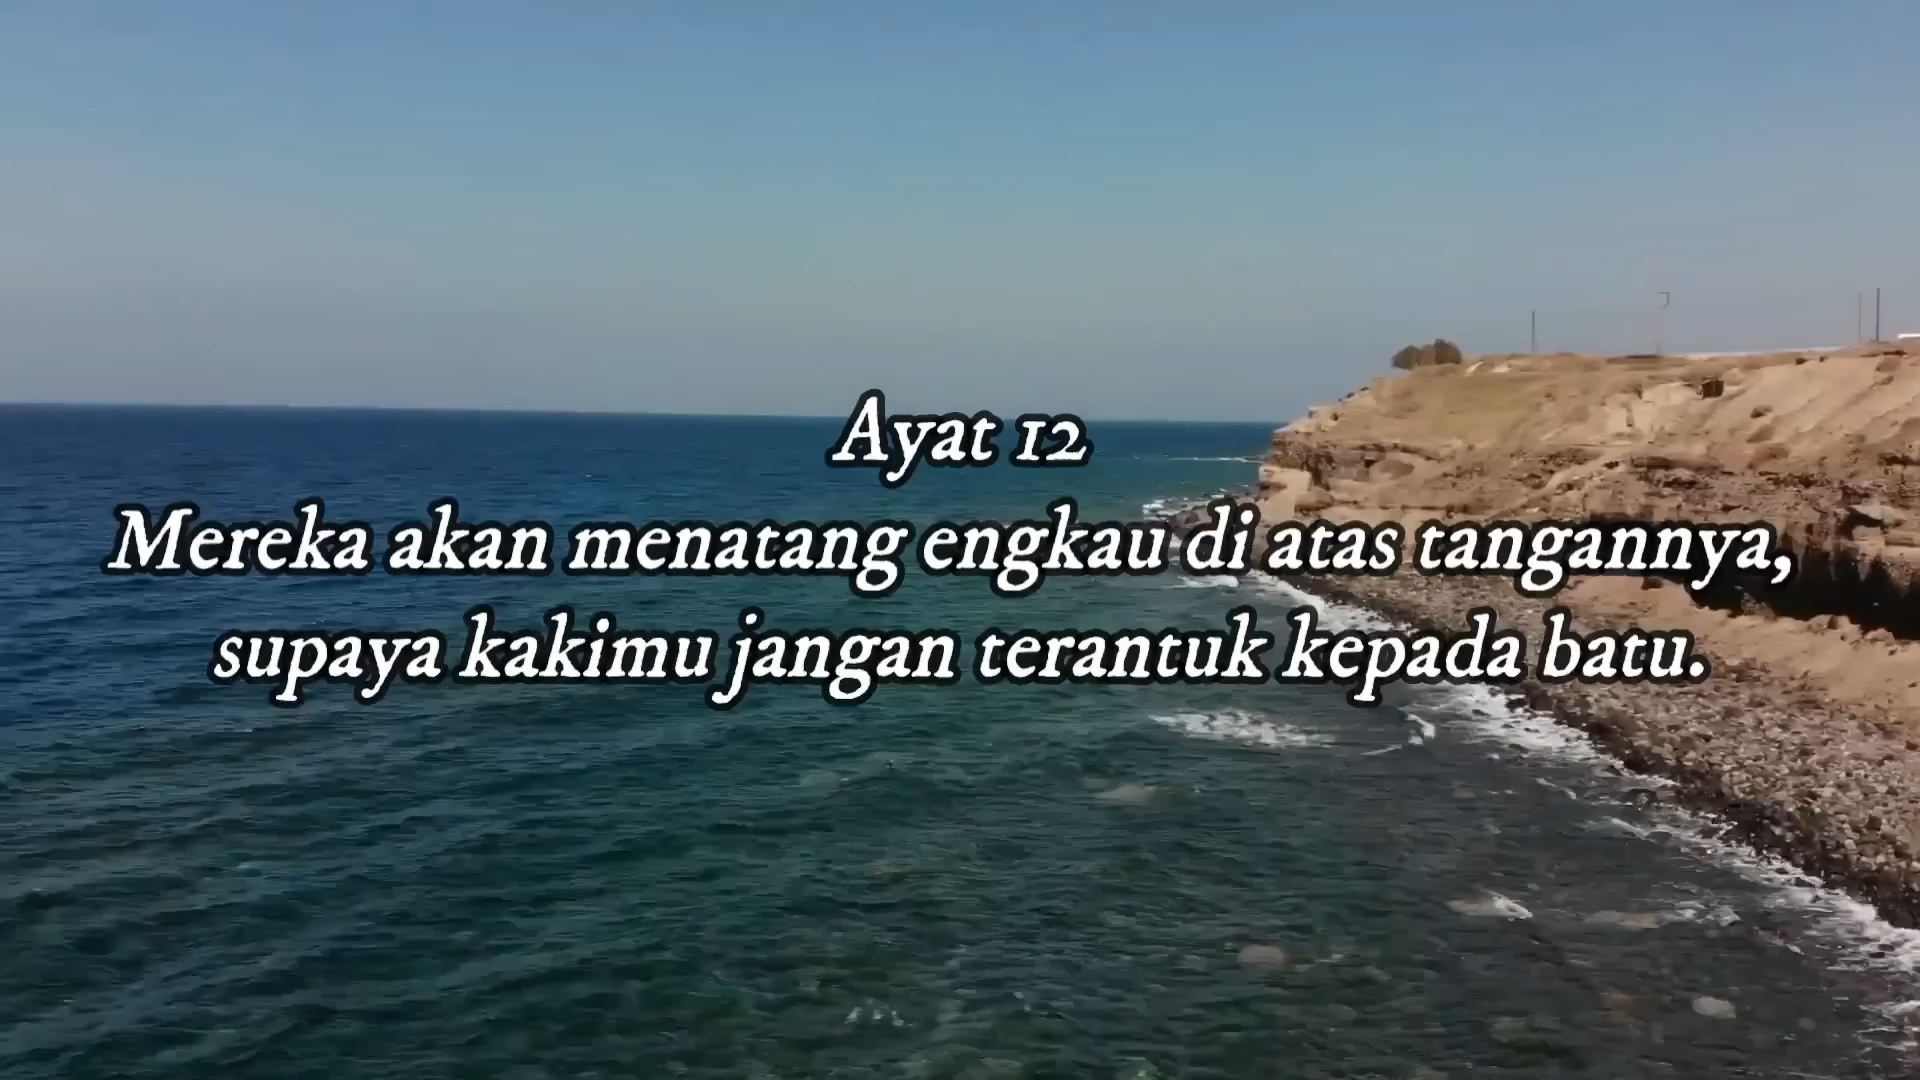 Ayat 12
Mereka akan menatang engkau di atas tangannya,
supaya kakimu jangan terantuk kepada batu.